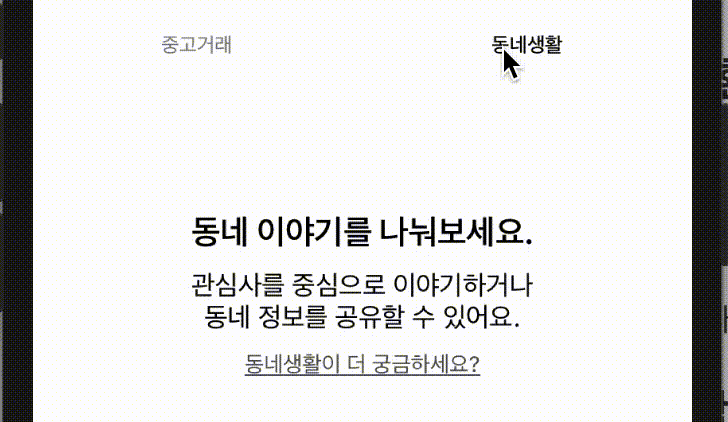 중고거래
동네생활
동네 이야기를 나눠보세요.
관심사를 중심으로 이야기하거나
동네 정보를 공유할 수 있어요.
동네생활이 더 궁금하세요?